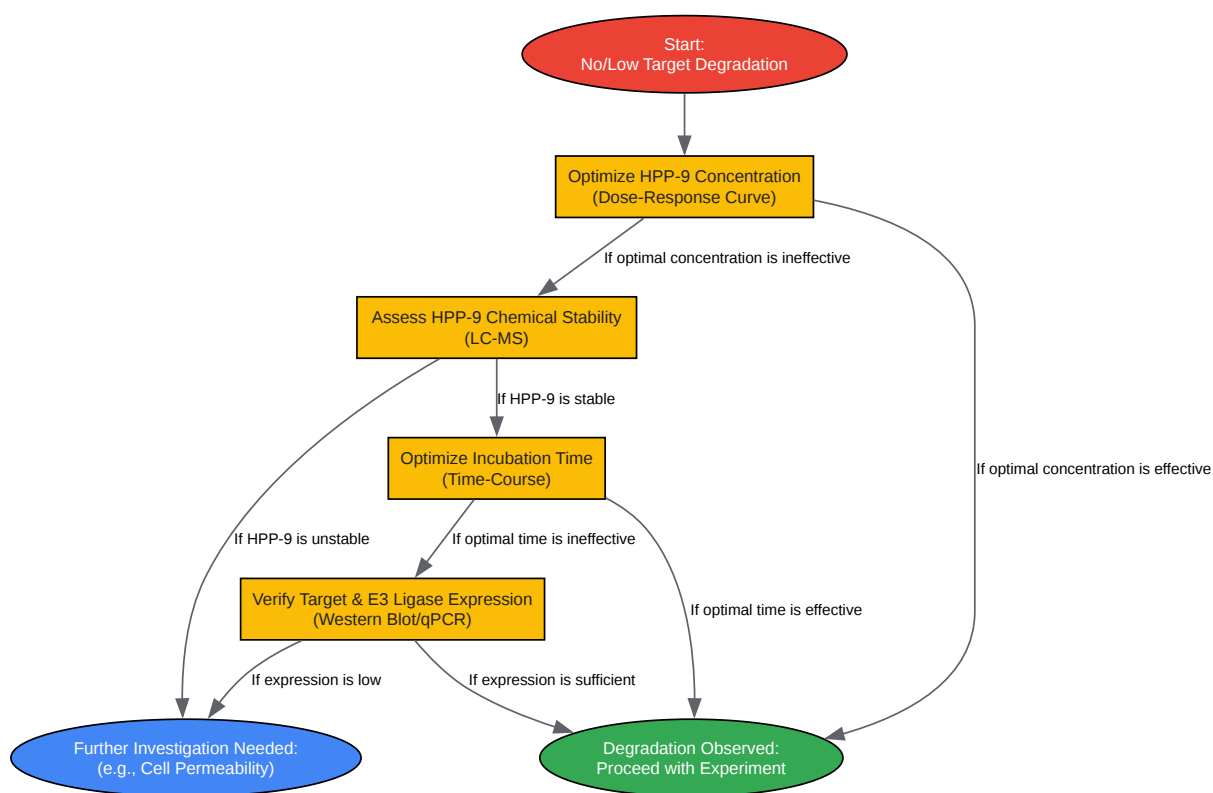 Start:
No/Low Target Degradation
Optimize HPP-9 Concentration
(Dose-Response Curve)
If optimal concentration is ineffective
Assess HPP-9 Chemical Stability
(LC-MS)
If HPP-9 is stable
Optimize Incubation Time
(Time-Course)
If optimal concentration is effective
If HPP-9 is unstable
If optimal time is ineffective
Verify Target & E3 Ligase Expression
(Western Blot/qPCR)
If optimal time is effective
If expression is low
If expression is sufficient
Further Investigation Needed:
(e.g., Cell Permeability)
Degradation Observed:
Proceed with Experiment